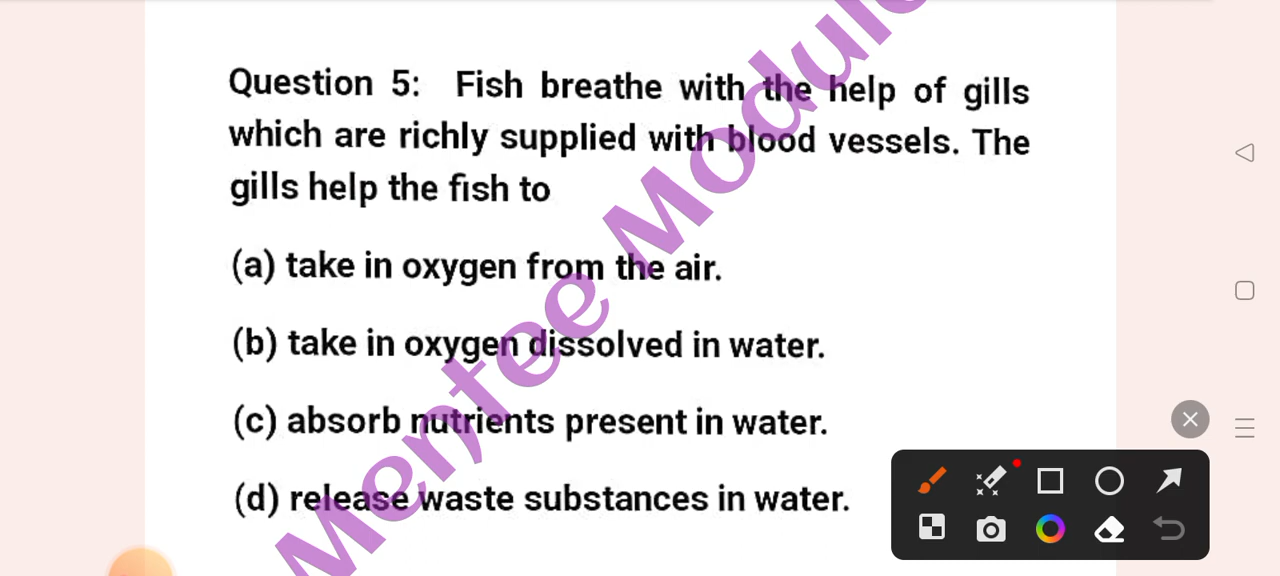 Question 5: Fish breathe with the help of gills
which are richly supplied with blood vessels. The
gills help the fish to
(a) take in oxygen from the air.
(b) take in oxygen dissolved in water.
(c) absorb nutrients present in water.
(d) release waste substances in water.
Mentee Module